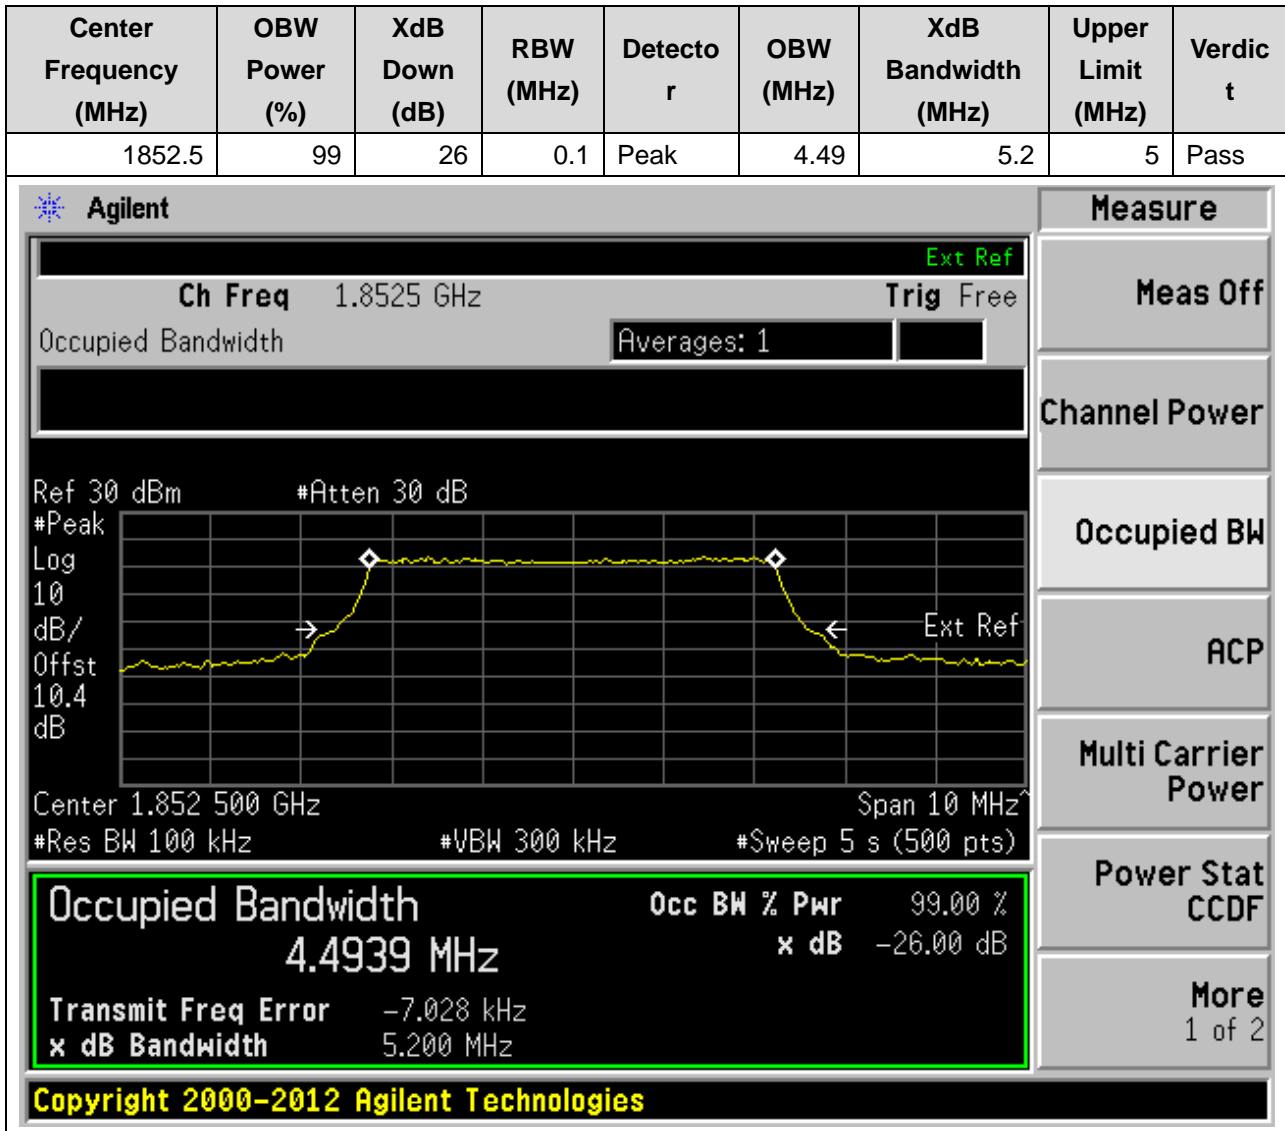 Center Frequency (MHz) OBW Power (%) XdB Down (dB) RBW (MHz) Detecto r OBW (MHz) XdB Bandwidth (MHz) Upper Limit (MHz) Verdic t
1852.5 99 26 0.1 Peak 4.49 5.2 5 Pass
Agilent
Measure
Ext Ref
Ch Freq 1.8525 GHz Trig Free
Meas Off
Occupied Bandwidth Averages: 1
Channel Power
Ref 30 dBm #Atten 30 dB
#Peak
Log
10
dB/
Offst
10.4
dB
Ext Ref
Occupied BW
ACP
Multi Carrier
Power
Center 1.852 500 GHz Span 10 MHz^
#Res BW 100 kHz #VBW 300 kHz #Sweep 5 s (500 pts)
Power Stat
CCDF
Occupied Bandwidth Occ BW % Pwr 99.00 %
4.4939 MHz x dB -26.00 dB
Transmit Freq Error -7.028 kHz
x dB Bandwidth 5.200 MHz
More
1 of 2
Copyright 2000-2012 Agilent Technologies